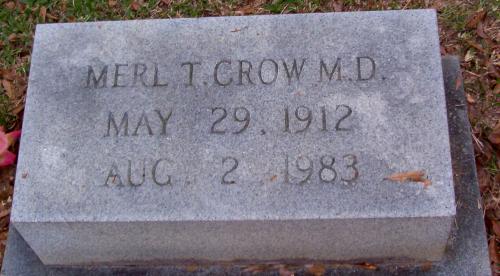 MERL T. CROW M.D.
MAY 29, 1912
AUG 2 1983